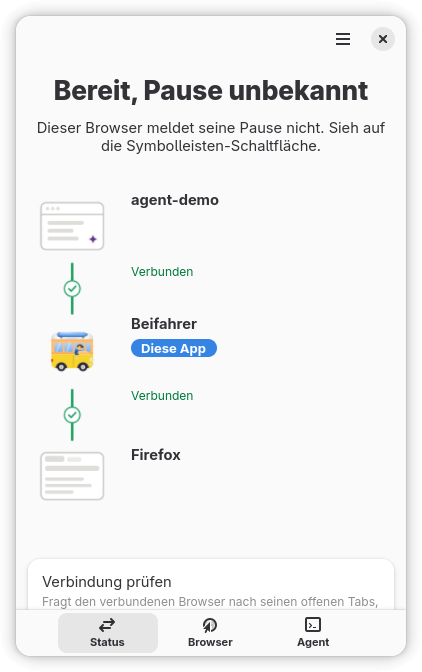 Bereit, Pause unbekannt
Dieser Browser meldet seine Pause nicht. Sieh auf
die Symbolleisten-Schaltfläche.
agent-demo
Verbunden
Beifahrer
Diese App
Verbunden
Firefox
Verbindung prüfen
Fragt den verbundenen Browser nach seinen offenen Tabs,
Status
Browser
Agent